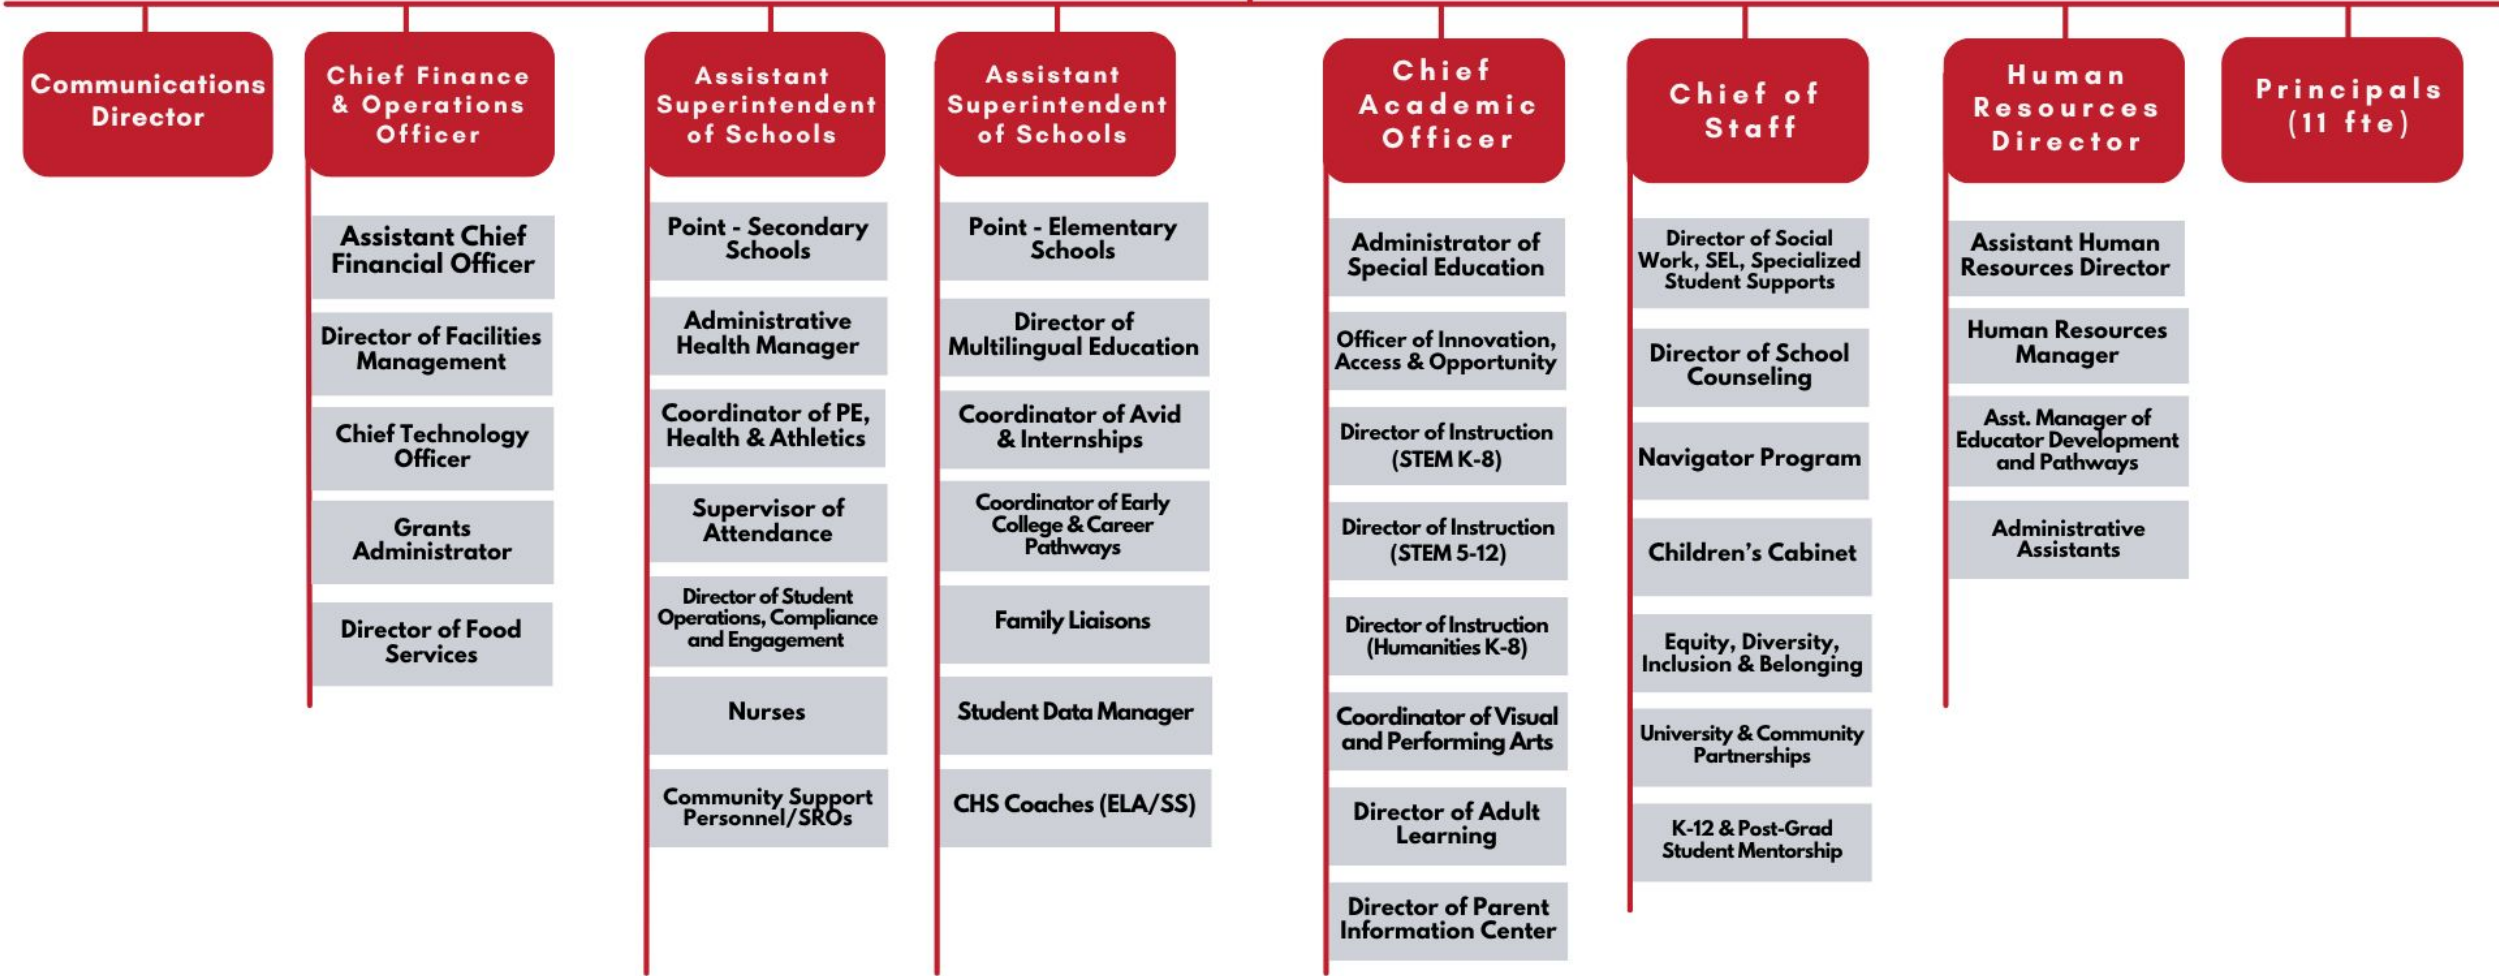 Communications
Director
Chief Finance
& Operations
Officer
Assistant Chief
Financial Officer
Director of Facilities
Management
Chief Technology
Officer
Grants
Administrator
Director of Food
Services
Assistant
Superintendent
of Schools
Point - Secondary
Schools
Administrative
Health Manager
Coordinator of PE,
Health & Athletics
Supervisor of
Attendance
Director of Student
Operations, Compliance
and Engagement
Nurses
Community Support
Personnel/SROs
Assistant
Superintendent
of Schools
Point - Elementary
Schools
Director of
Multilingual Education
Coordinator of Avid
& Internships
Coordinator of Early
College & Career
Pathways
Family Liaisons
Student Data Manager
CHS Coaches (ELA/SS)
Chief
Academic
Officer
Administrator of
Special Education
Officer of Innovation,
Access & Opportunity
Director of Instruction
(STEM K-8)
Director of Instruction
(STEM 5-12)
Director of Instruction
(Humanities K-8)
Coordinator of Visual
and Performing Arts
Director of Adult
Learning
Director of Parent
Information Center
Chief of
Staff
Director of Social
Work, SEL, Specialized
Student Supports
Director of School
Counseling
Navigator Program
Children's Cabinet
Equity, Diversity,
Inclusion & Belonging
University & Community
Partnerships
K-12 & Post-Grad
Student Mentorship
Human
Resources
Director
Assistant Human
Resources Director
Human Resources
Manager
Asst. Manager of
Educator Development
and Pathways
Administrative
Assistants
Principals
(11 fte)